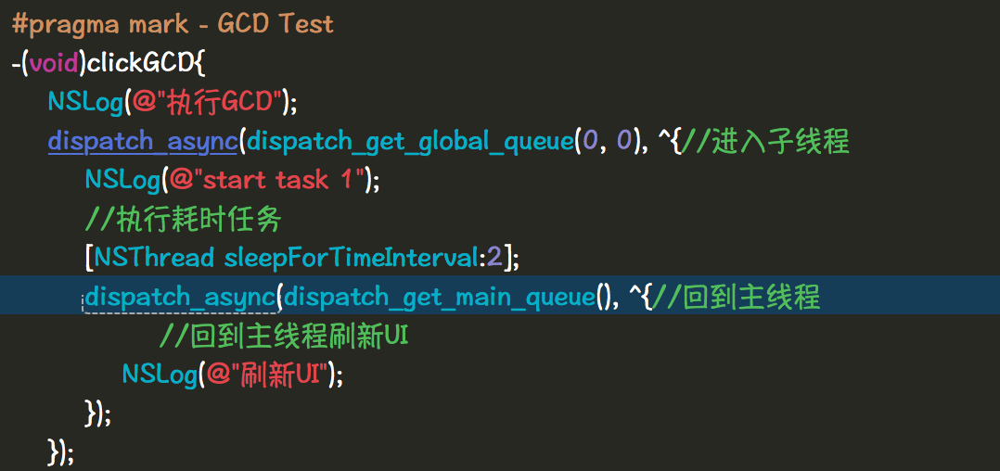 #pragma mark - GCD Test
-(void)clickGCD{
NSLog(@"执行GCD");
dispatch_async(dispatch_get_global_queue(0, 0), ^{//进入子线程
NSLog(@"start task 1");
//执行耗时任务
[NSThread sleepForTimeInterval:2];
dispatch_async(dispatch_get_main_queue(), ^{//回到主线程
//回到主线程刷新UI
NSLog(@"刷新UI");
});
});